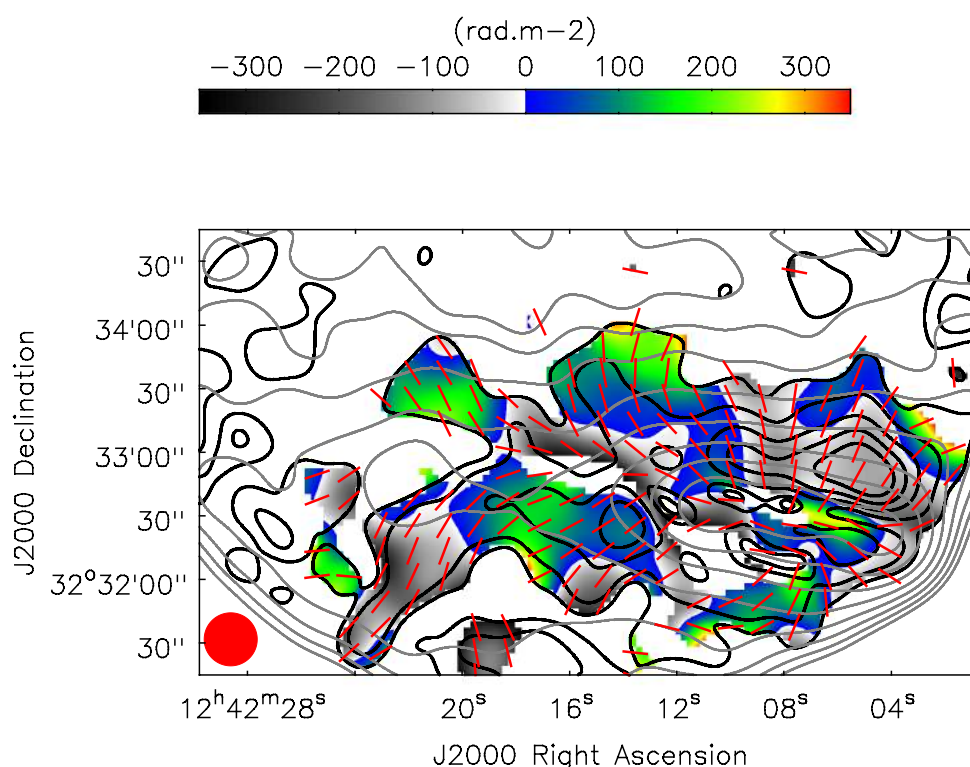 (rad.m−2)
−300 −200 −100 0 100 200 300
30''
34'00''
30''
33'00''
30''
32°32'00''
30''
J2000 Declination
12ʰ42ᵐ28ˢ 20ˢ 16ˢ 12ˢ 08ˢ 04ˢ
J2000 Right Ascension